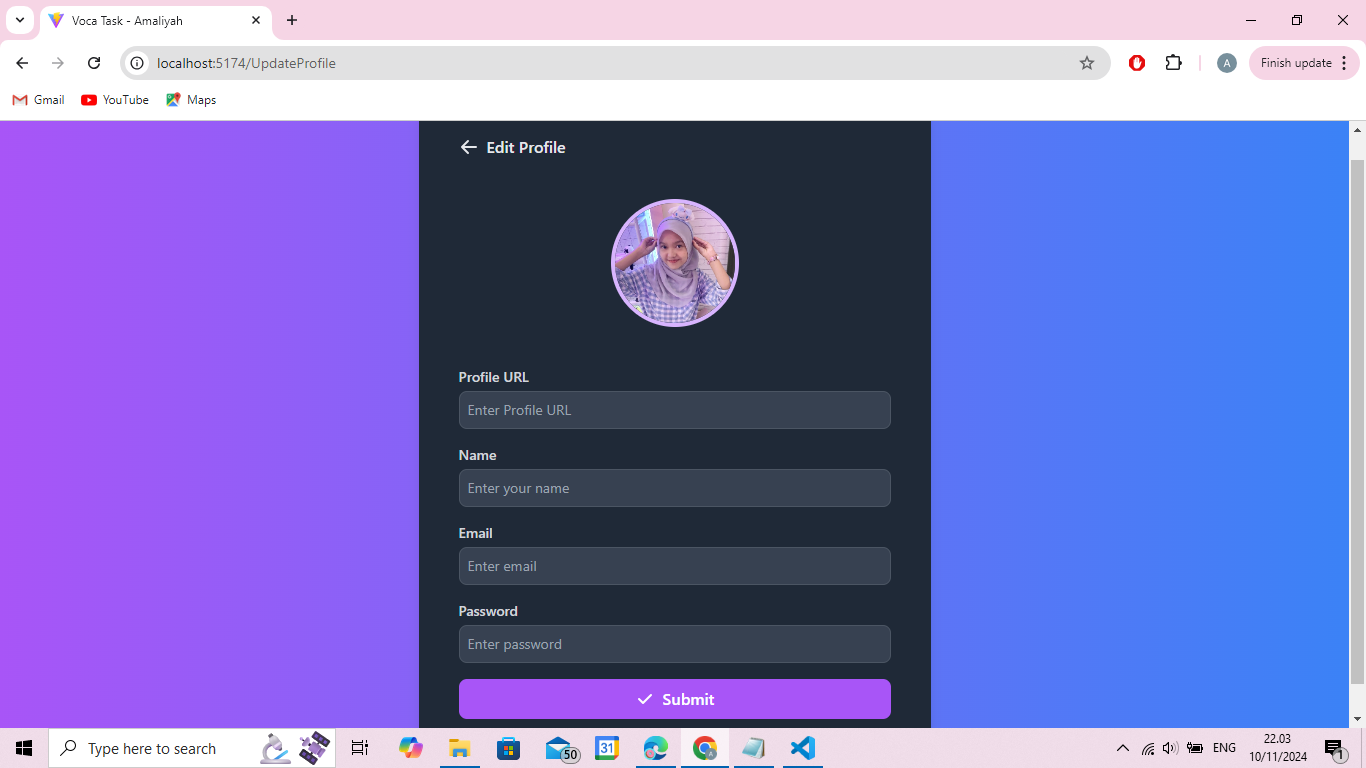 Voca Task - Amaliyah
localhost:5174/UpdateProfile
A
Finish update
Gmail
YouTube
Maps
Edit Profile
Profile URL
Enter Profile URL
Name
Enter your name
Email
Enter email
Password
Enter password
Submit
Type here to search
50
31
A
ENG
22.03
10/11/2024
1